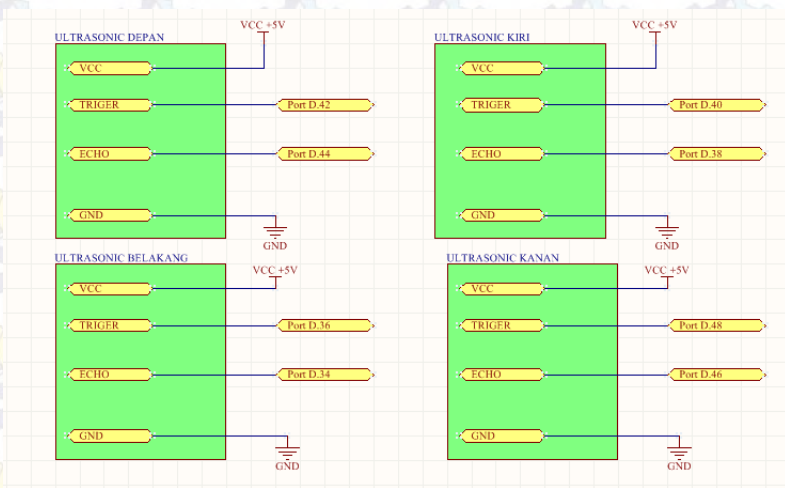 ULTRASONIC DEPAN
VCC +5V
VCC
TRIGER
Port D.42
ECHO
Port D.44
GND
GND
ULTRASONIC KIRI
VCC +5V
VCC
TRIGER
Port D.40
ECHO
Port D.38
GND
GND
ULTRASONIC BELAKANG
VCC +5V
VCC
TRIGER
Port D.36
ECHO
Port D.34
GND
GND
ULTRASONIC KANAN
VCC +5V
VCC
TRIGER
Port D.48
ECHO
Port D.46
GND
GND